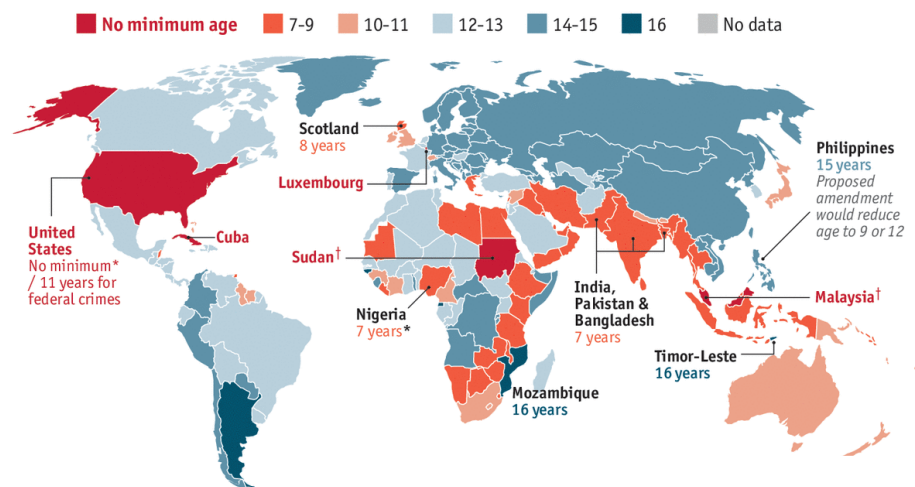 No minimum age 7-9 10-11 12-13 14-15 16 No data
Scotland
8 years
Luxembourg
Philippines
15 years
Proposed
amendment
would reduce
age to 9 or 12
United
States
No minimum*
/ 11 years for
federal crimes
Cuba
Sudan†
Nigeria
7 years*
India,
Pakistan &
Bangladesh
7 years
Malaysia†
Timor-Leste
16 years
Mozambique
16 years